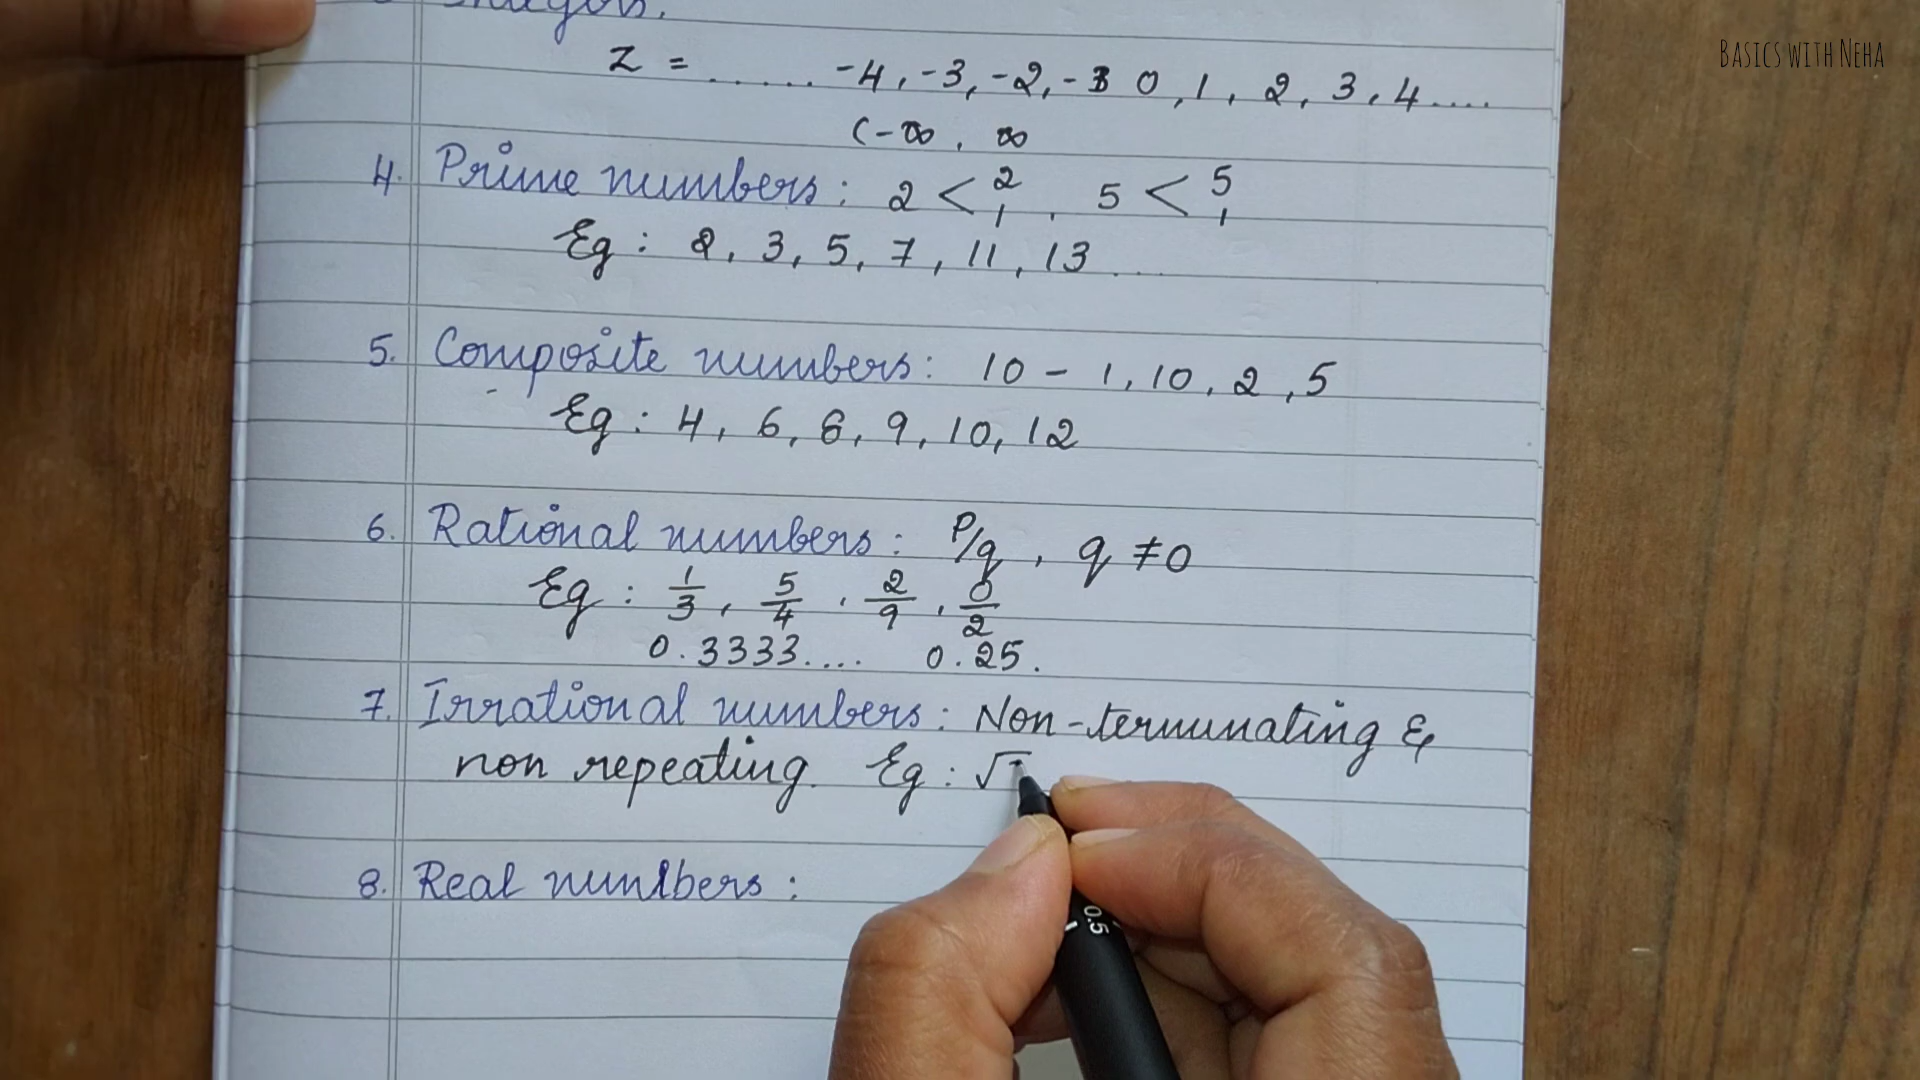 Integers.
Z = ...... -4, -3, -2, -3 0, 1, 2, 3, 4....
(-∞, ∞
4. Prime numbers: 2 < 2 1, 5 < 5 1
Eg: 2, 3, 5, 7, 11, 13 ...
5. Composite numbers: 10 - 1, 10, 2, 5
Eg: 4, 6, 8, 9, 10, 12
6. Rational numbers: P/q, q ≠ 0
Eg: 1/3, 5/4, 2/9, 0/2
0.3333.... 0.25.
7. Irrational numbers: Non-terminating &
non repeating. Eg: √
8. Real numbers:
BASICS WITH NEHA
0.5